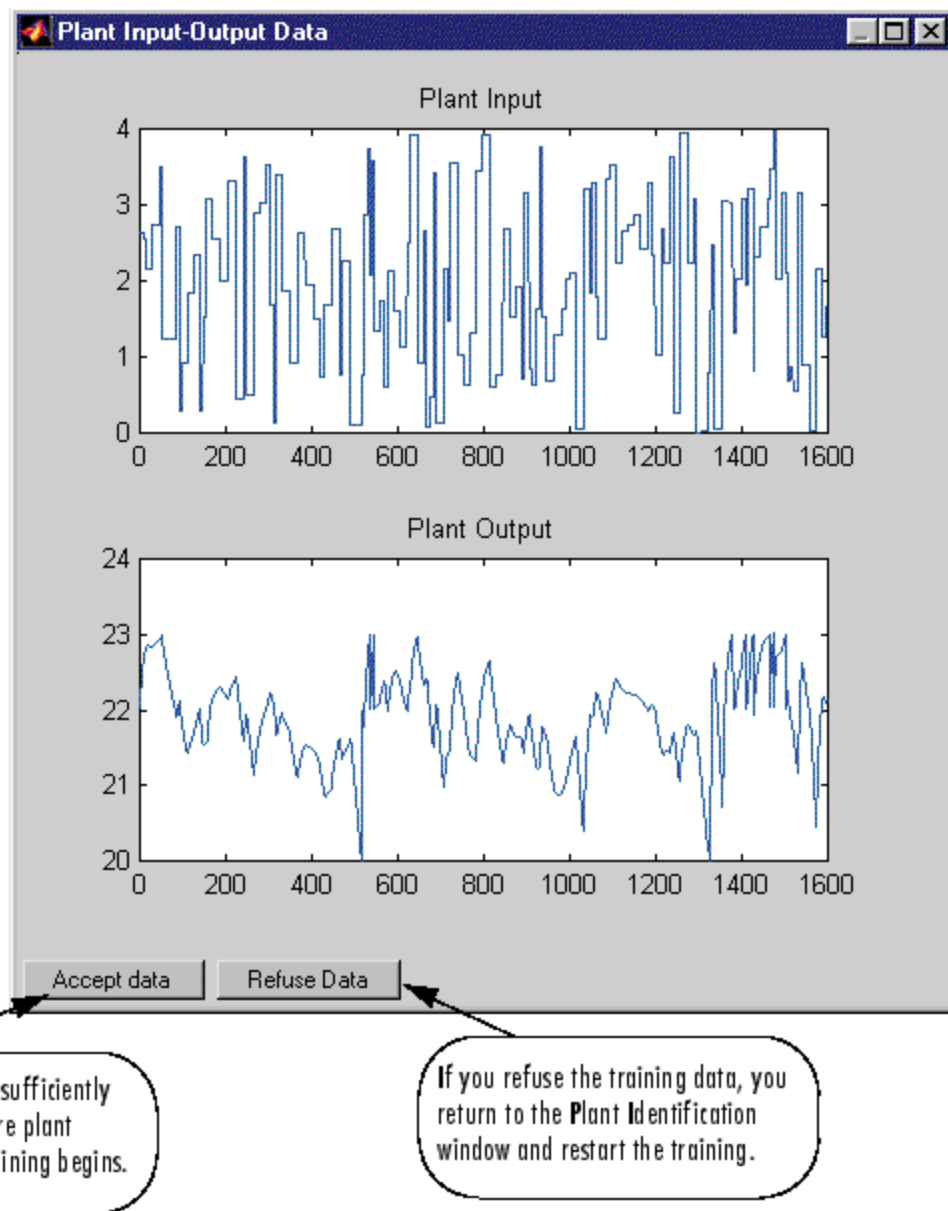 Plant Input-Output Data
Plant Input
4
3
2
1
0
0 200 400 600 800 1000 1200 1400 1600
Plant Output
24
23
22
21
20
0 200 400 600 800 1000 1200 1400 1600
Accept data Refuse Data
sufficiently
plant
begins.
If you refuse the training data, you
return to the Plant Identification
window and restart the training.